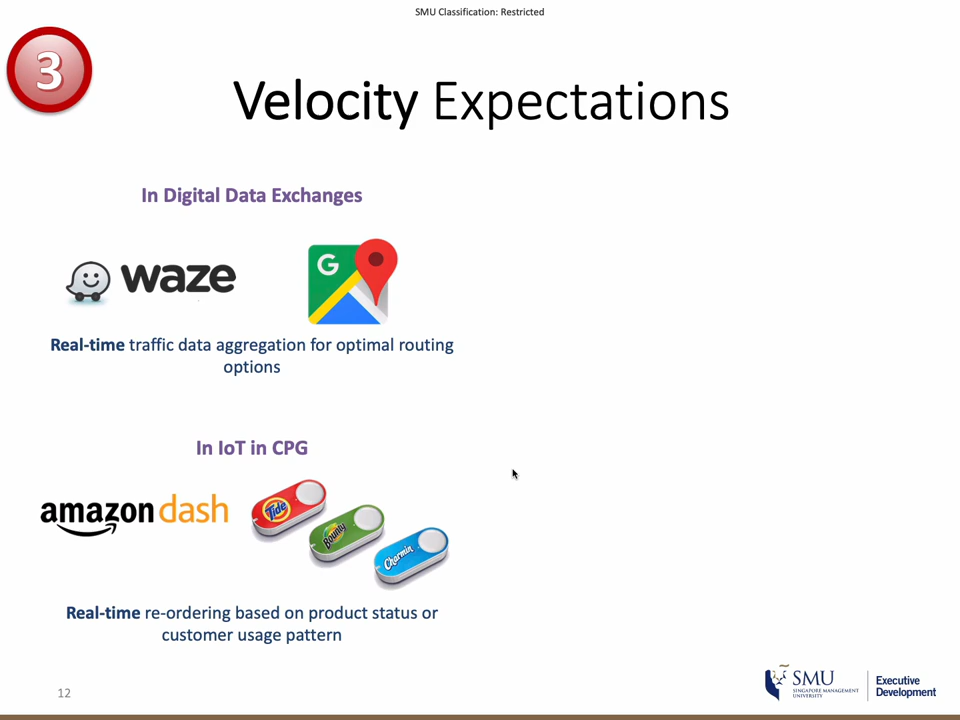 SMU Classification: Restricted
3
Velocity Expectations
In Digital Data Exchanges
waze
G
Real-time traffic data aggregation for optimal routing
options
In IoT in CPG
amazon dash
Tide
Bounty
Charmin
Real-time re-ordering based on product status or
customer usage pattern
12
SMU
SINGAPORE MANAGEMENT
UNIVERSITY
Executive
Development